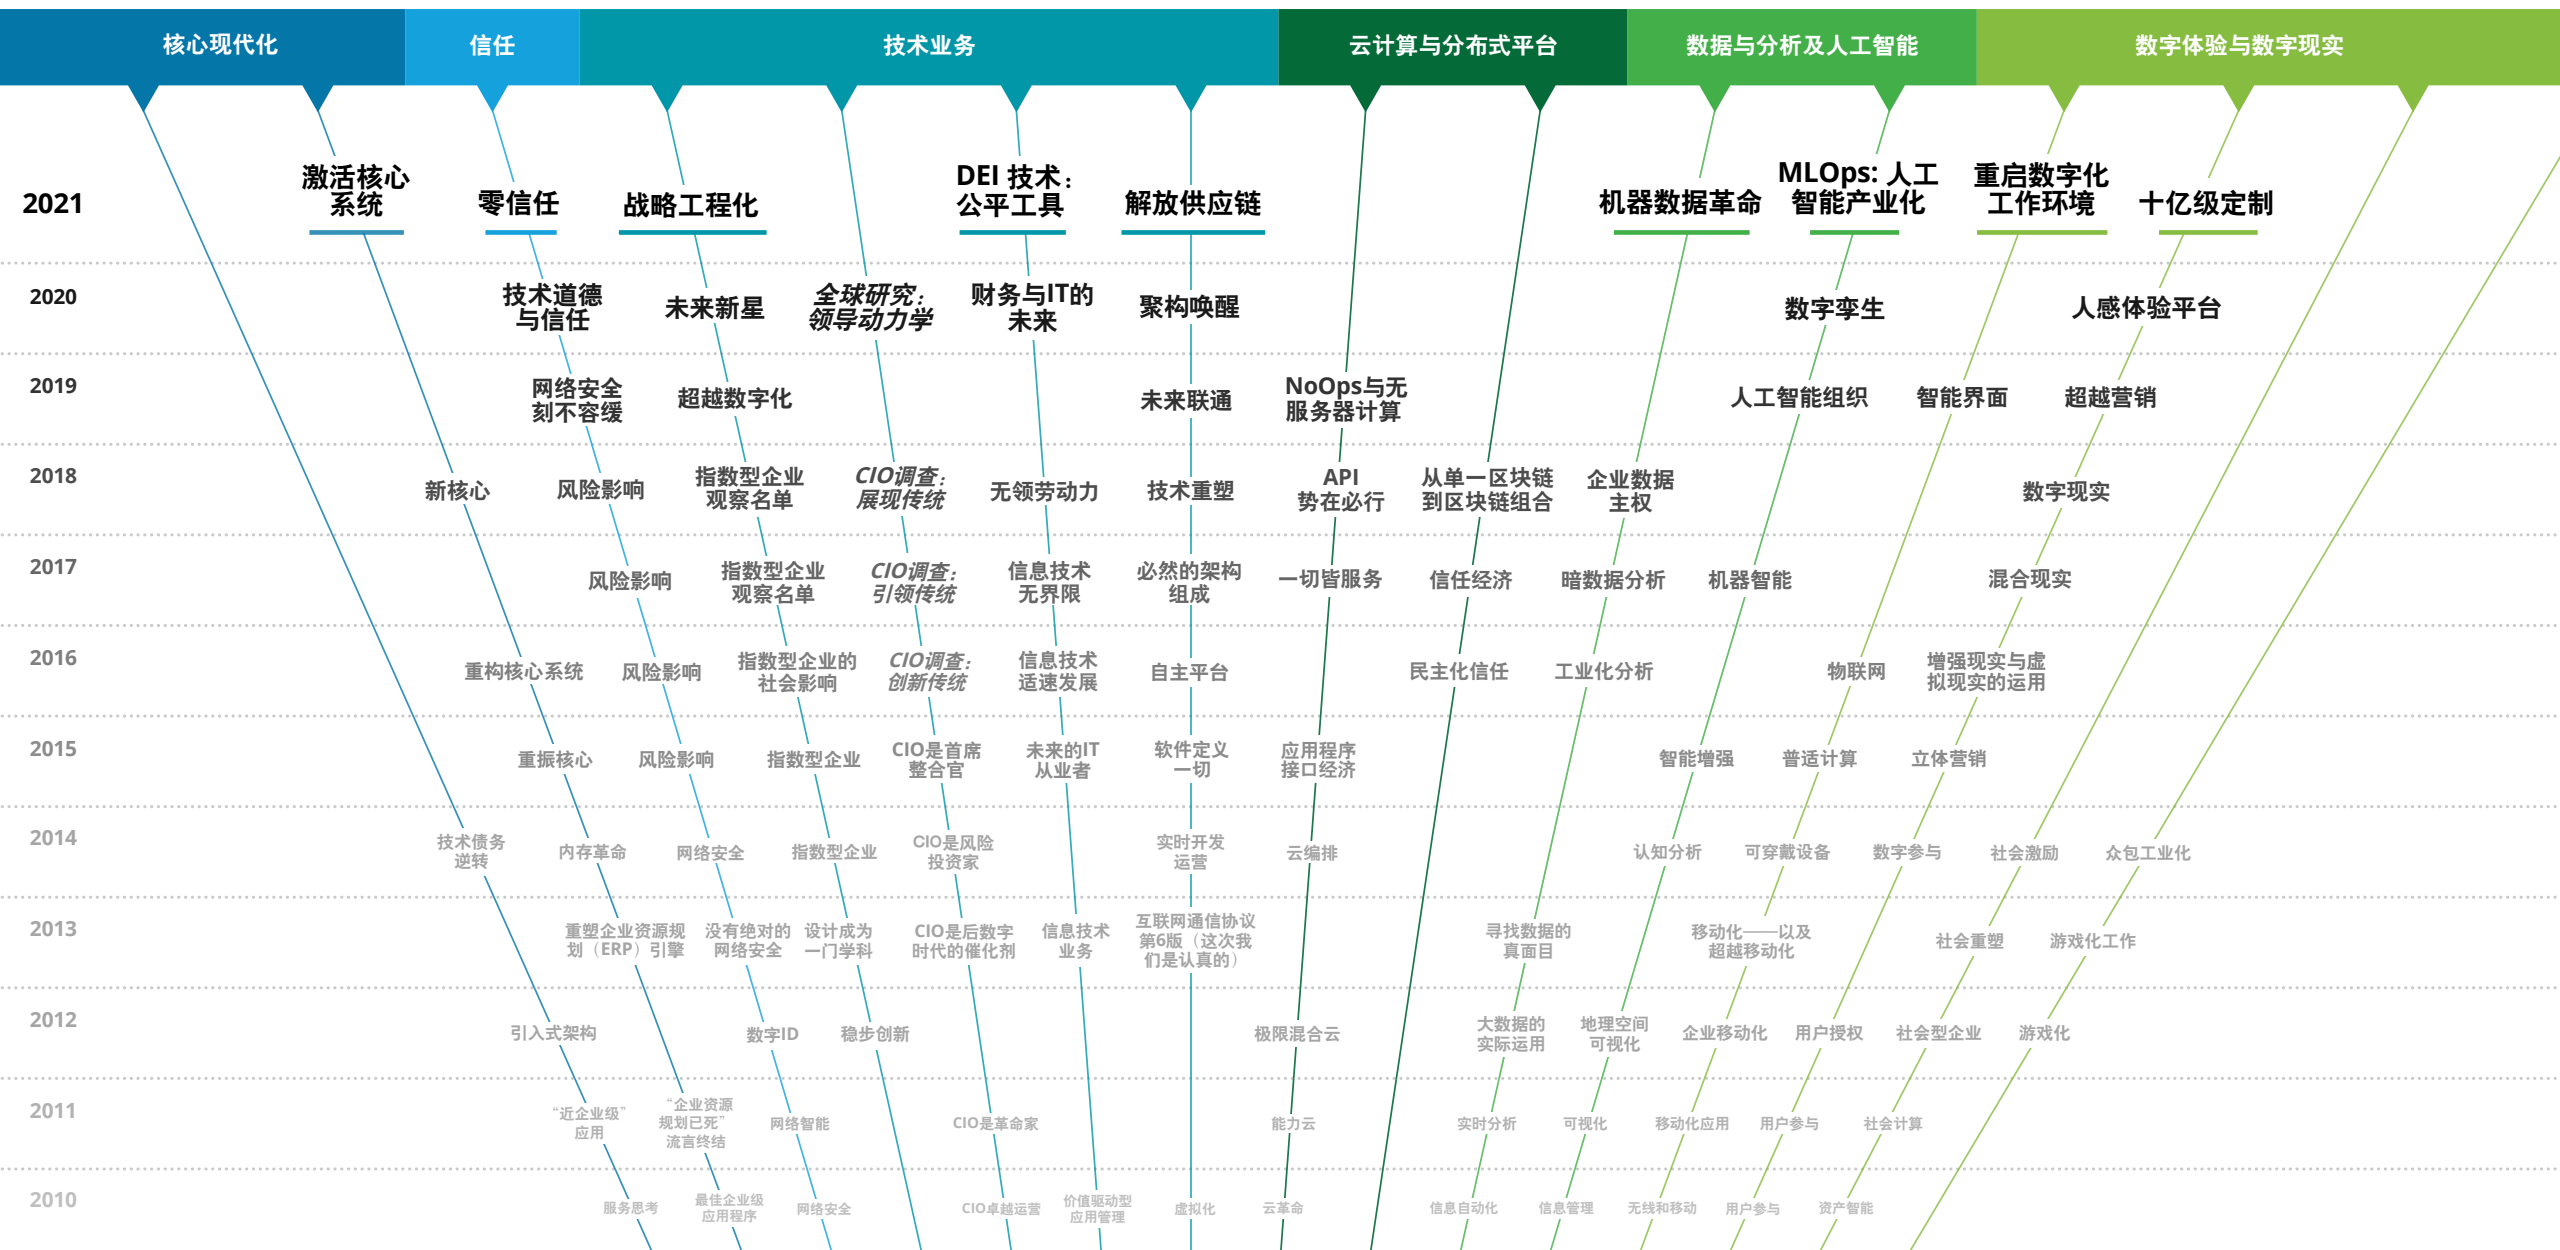 核心现代化
信任
技术业务
云计算与分布式平台
数据与分析及人工智能
数字体验与数字现实
2021
激活核心
系统
零信任
战略工程化
DEI 技术：
公平工具
解放供应链
机器数据革命
MLOps: 人工
智能产业化
重启数字化
工作环境
十亿级定制
2020
技术道德
与信任
未来新星
全球研究：
领导动力学
财务与IT的
未来
聚构唤醒
数字孪生
人感体验平台
2019
网络安全
刻不容缓
超越数字化
未来联通
NoOps与无
服务器计算
人工智能组织
智能界面
超越营销
2018
新核心
风险影响
指数型企业
观察名单
CIO调查：
展现传统
无领劳动力
技术重塑
API
势在必行
从单一区块链
到区块链组合
企业数据
主权
数字现实
2017
风险影响
指数型企业
观察名单
CIO调查：
引领传统
信息技术
无界限
必然的架构
组成
一切皆服务
信任经济
暗数据分析
机器智能
混合现实
2016
重构核心系统
风险影响
指数型企业的
社会影响
CIO调查：
创新传统
信息技术
适速发展
自主平台
民主化信任
工业化分析
物联网
增强现实与虚
拟现实的运用
2015
重振核心
风险影响
指数型企业
CIO是首席
整合官
未来的IT
从业者
软件定义
一切
应用程序
接口经济
智能增强
普适计算
立体营销
2014
技术债务
逆转
内存革命
网络安全
指数型企业
CIO是风险
投资家
实时开发
运营
云编排
认知分析
可穿戴设备
数字参与
社会激励
众包工业化
2013
重塑企业资源规
划（ERP）引擎
没有绝对的
网络安全
设计成为
一门学科
CIO是后数字
时代的催化剂
信息技术
业务
互联网通信协议
第6版（这次我
们是认真的）
寻找数据的
真面目
移动化——以及
超越移动化
社会重塑
游戏化工作
2012
引入式架构
数字ID
稳步创新
极限混合云
大数据的
实际运用
地理空间
可视化
企业移动化
用户授权
社会型企业
游戏化
2011
“近企业级”
应用
“企业资源
规划已死”
流言终结
网络智能
CIO是革命家
能力云
实时分析
可视化
移动化应用
用户参与
社会计算
2010
服务思考
最佳企业级
应用程序
网络安全
CIO卓越运营
价值驱动型
应用管理
虚拟化
云革命
信息自动化
信息管理
无线和移动
用户参与
资产智能